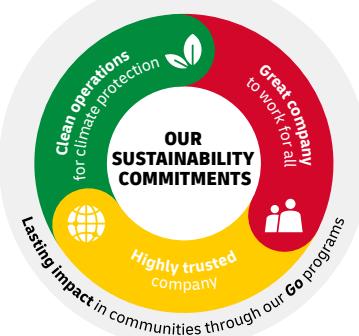 Clean operations
for climate protection
Great company
to work for all
OUR
SUSTAINABILITY
COMMITMENTS
Highly trusted
company
Lasting impact in communities through our Go programs